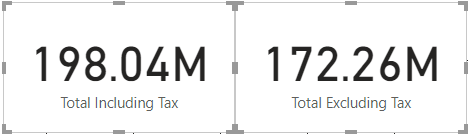 198.04M
Total Including Tax
172.26M
Total Excluding Tax